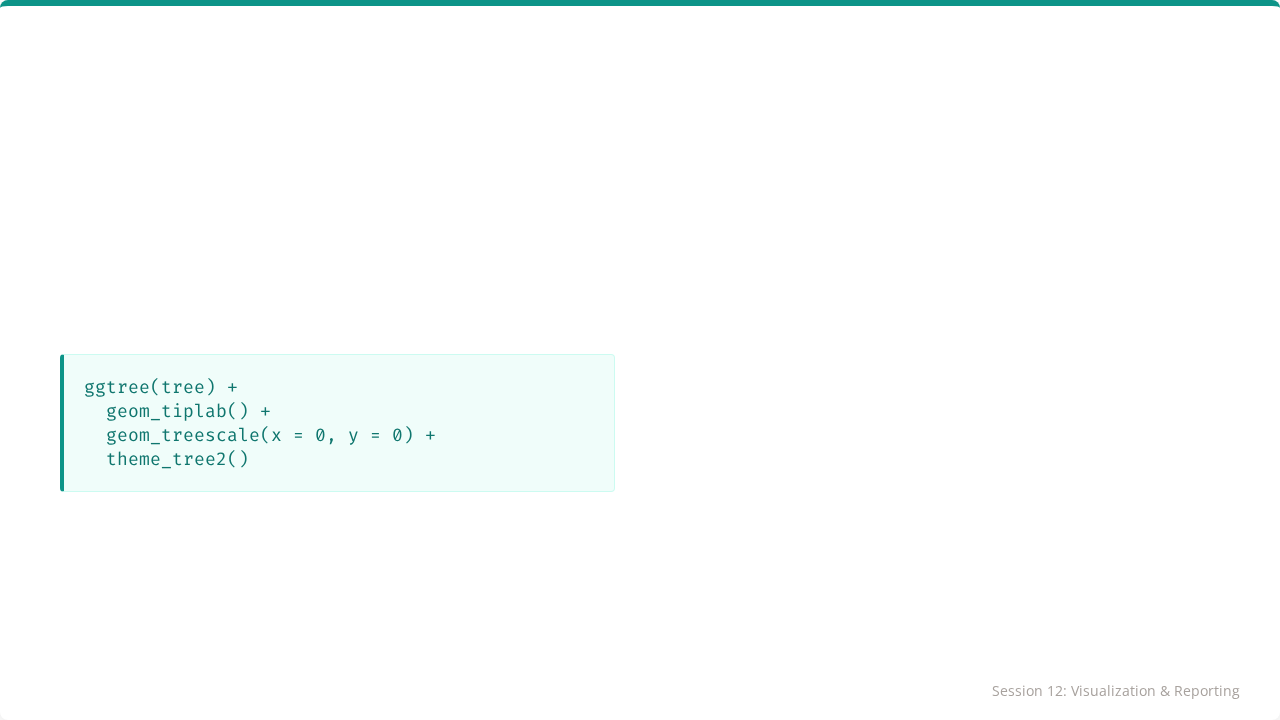 ggtree(tree) +
  geom_tiplab() +
  geom_treescale(x = 0, y = 0) +
  theme_tree2()
Session 12: Visualization & Reporting